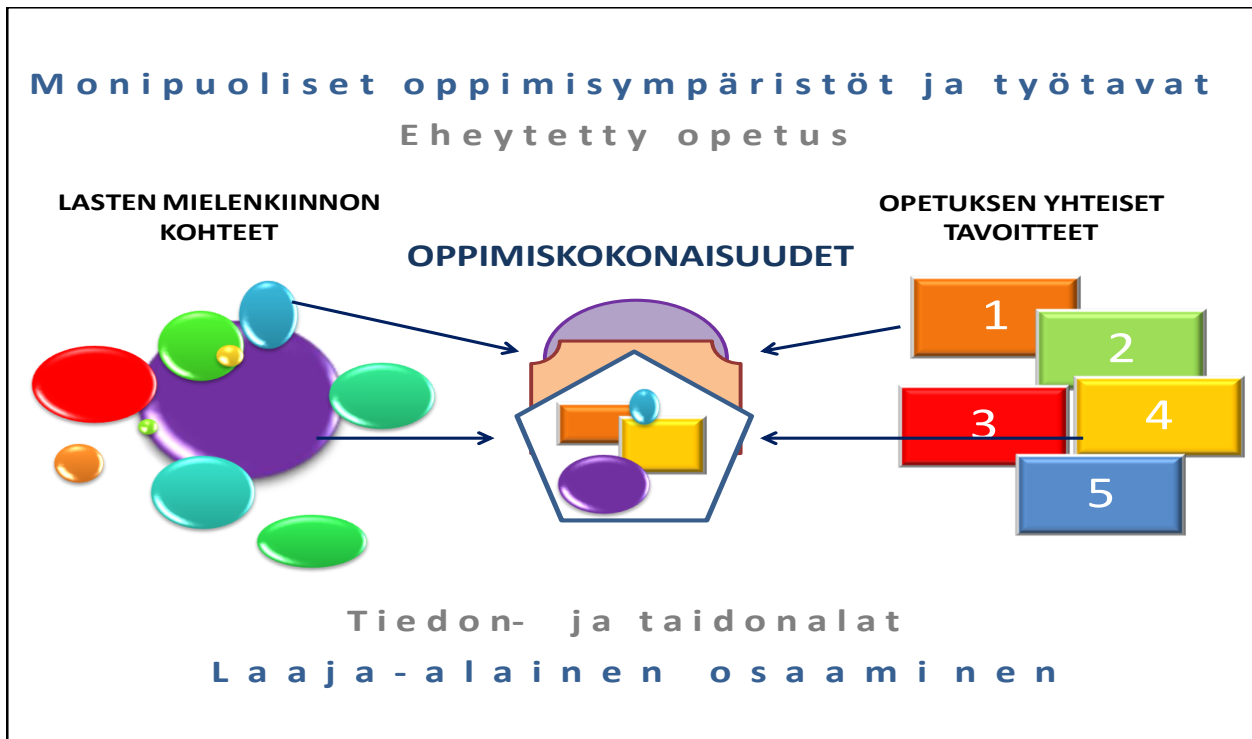 Monipuoliset oppimisympäristöt ja työtavat
Eheytetty opetus
LASTEN MIELENKIINNON
KOHTEET
OPETUKSEN YHTEISET
TAVOITTEET
OPPIMISKOKONAISUUDET
1
2
3
4
5
Tiedon- ja taidonalat
Laaja-alainen osaaminen